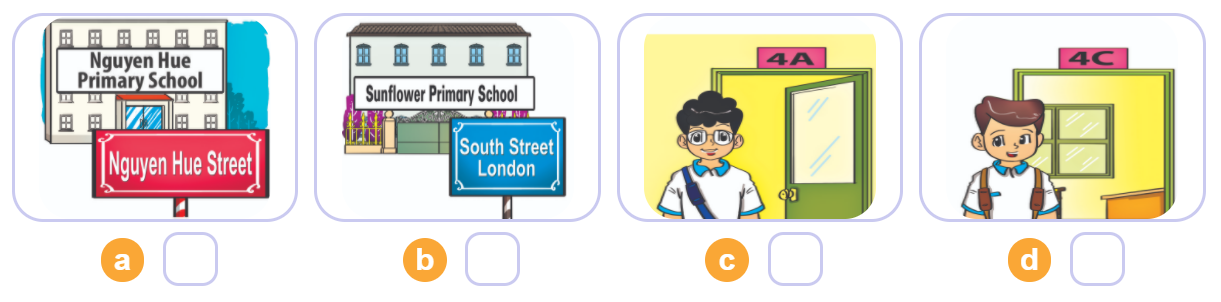 Nguyen Hue
Primary School
Nguyen Hue Street
Sunflower Primary School
South Street
London
4A
4C
a
b
c
d